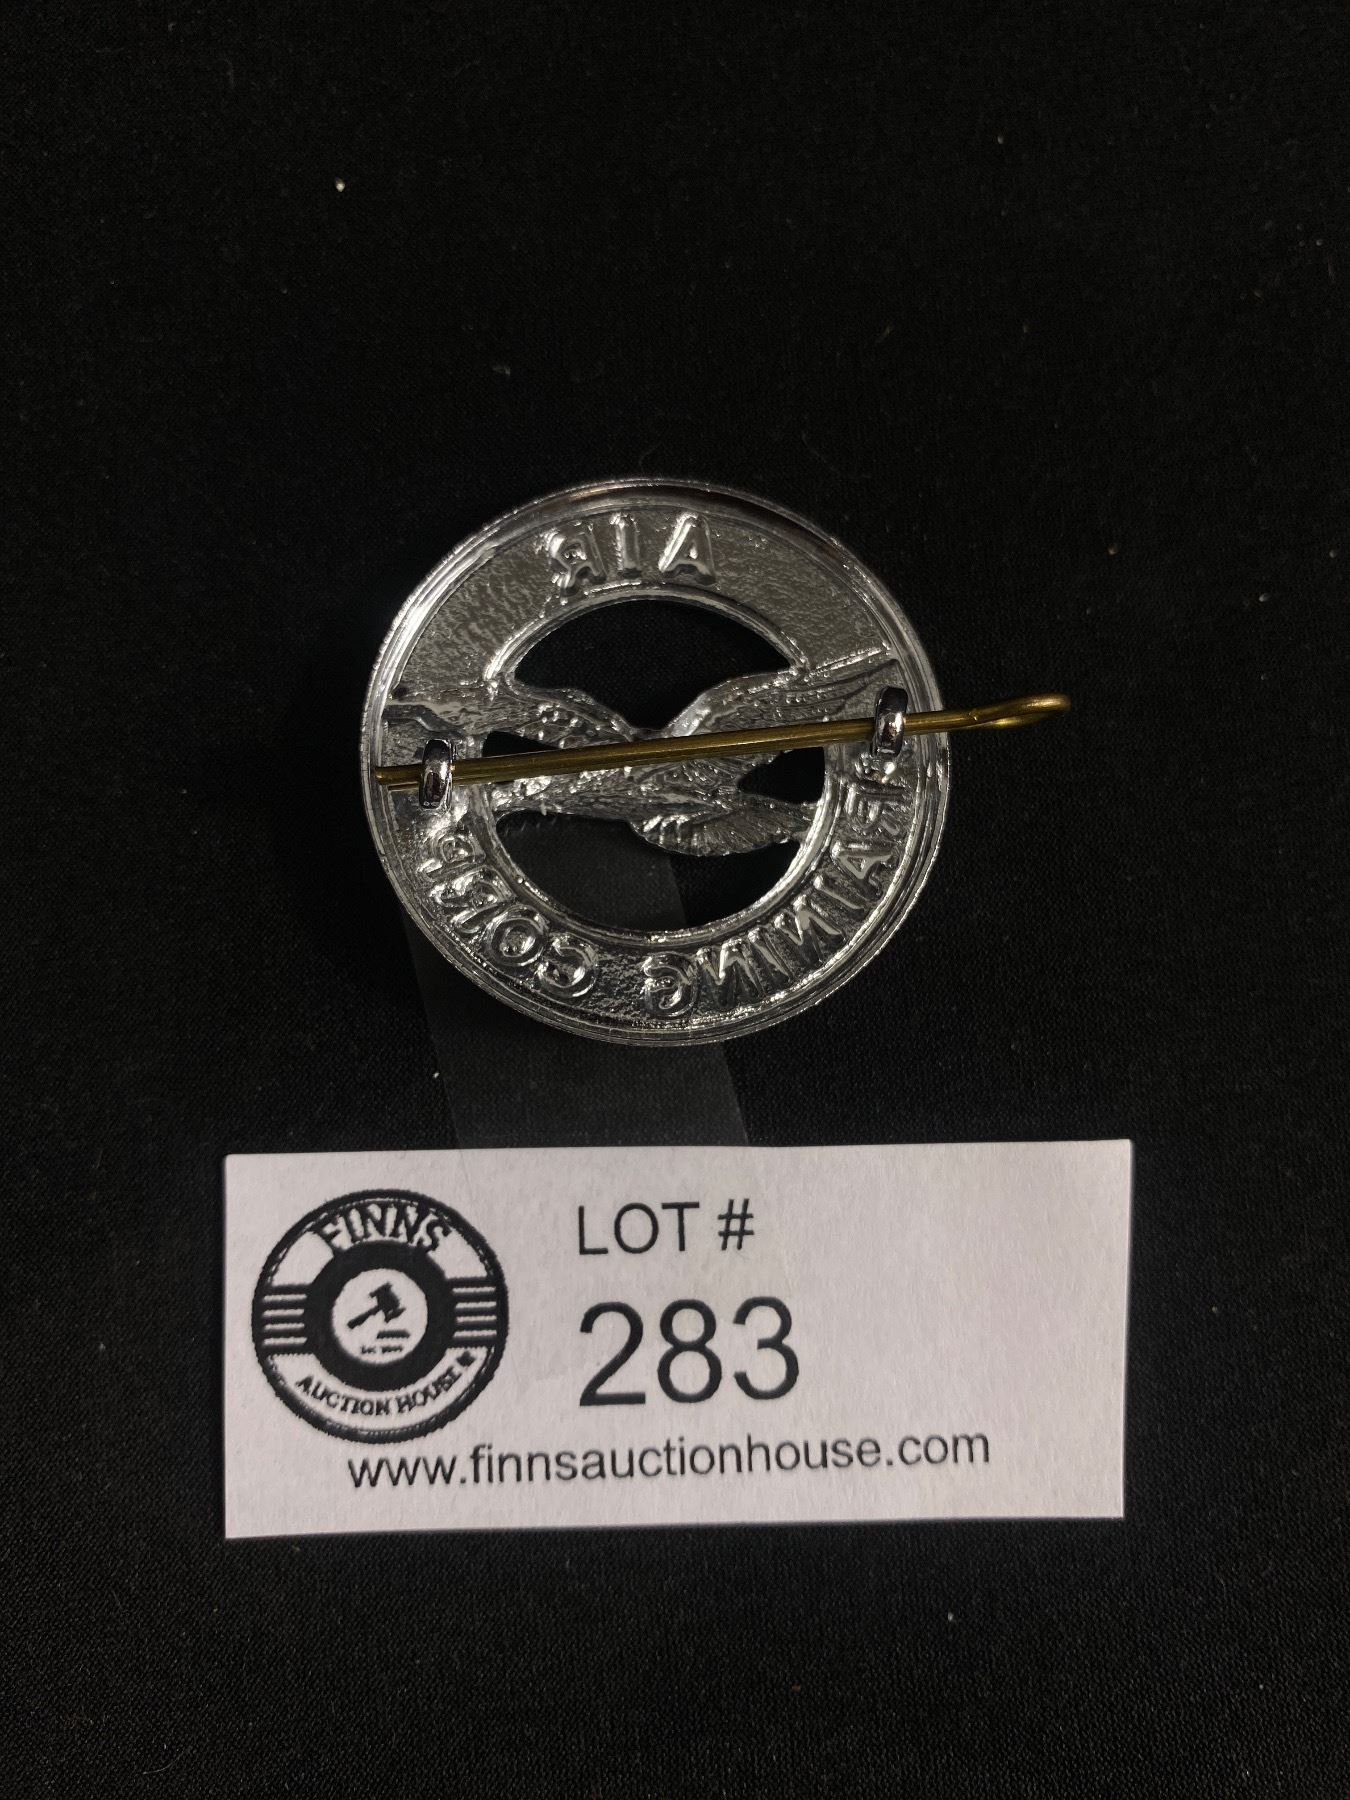 AIR
TRAINING CORPS
FINNS
AUCTION HOUSE
LOT #
283
www.finnsauctionhouse.com